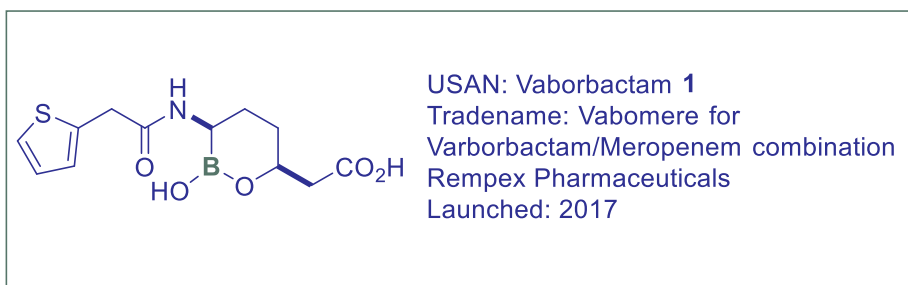 S
H
N
O
B
HO
O
CO₂H
USAN: Vaborbactam 1
Tradename: Vabomere for
Varborbactam/Meropenem combination
Rempex Pharmaceuticals
Launched: 2017